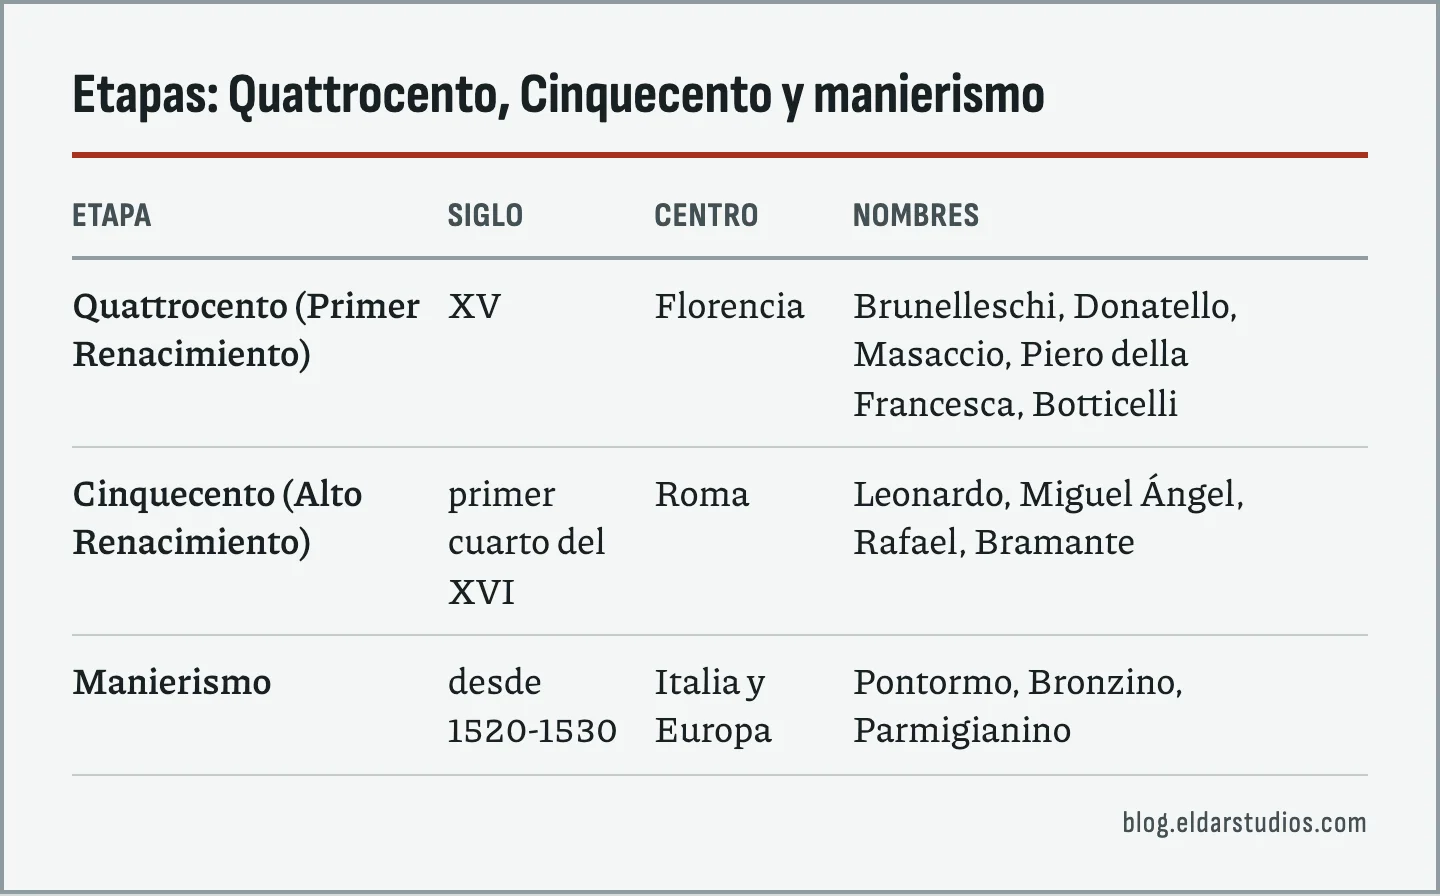 Etapas: Quattrocento, Cinquecento y manierismo
ETAPA SIGLO CENTRO NOMBRES
Quattrocento (Primer XV Florencia Brunelleschi, Donatello,
Renacimiento) Masaccio, Piero della
Francesca, Botticelli
Cinquecento (Alto primer Roma Leonardo, Miguel Ángel,
Renacimiento) cuarto del Rafael, Bramante
XVI
Manierismo desde Italia y Pontormo, Bronzino,
1520-1530 Europa Parmigianino
blog.eldarstudios.com